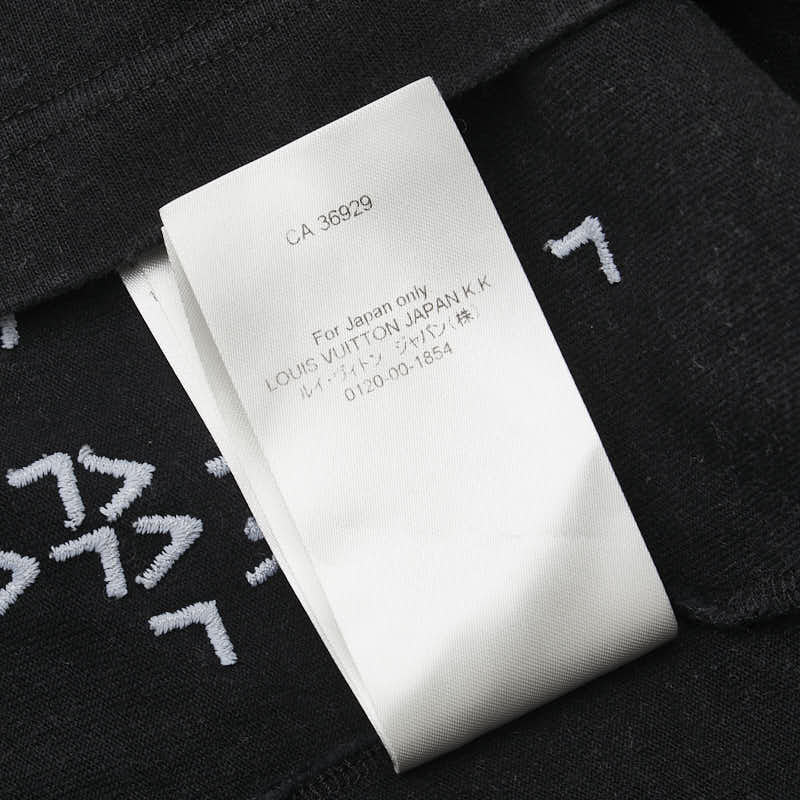 CA 36929
For Japan only
LOUIS VUITTON JAPAN K.K
ルイ・ヴィトン ジャパン(株)
0120-00-1854